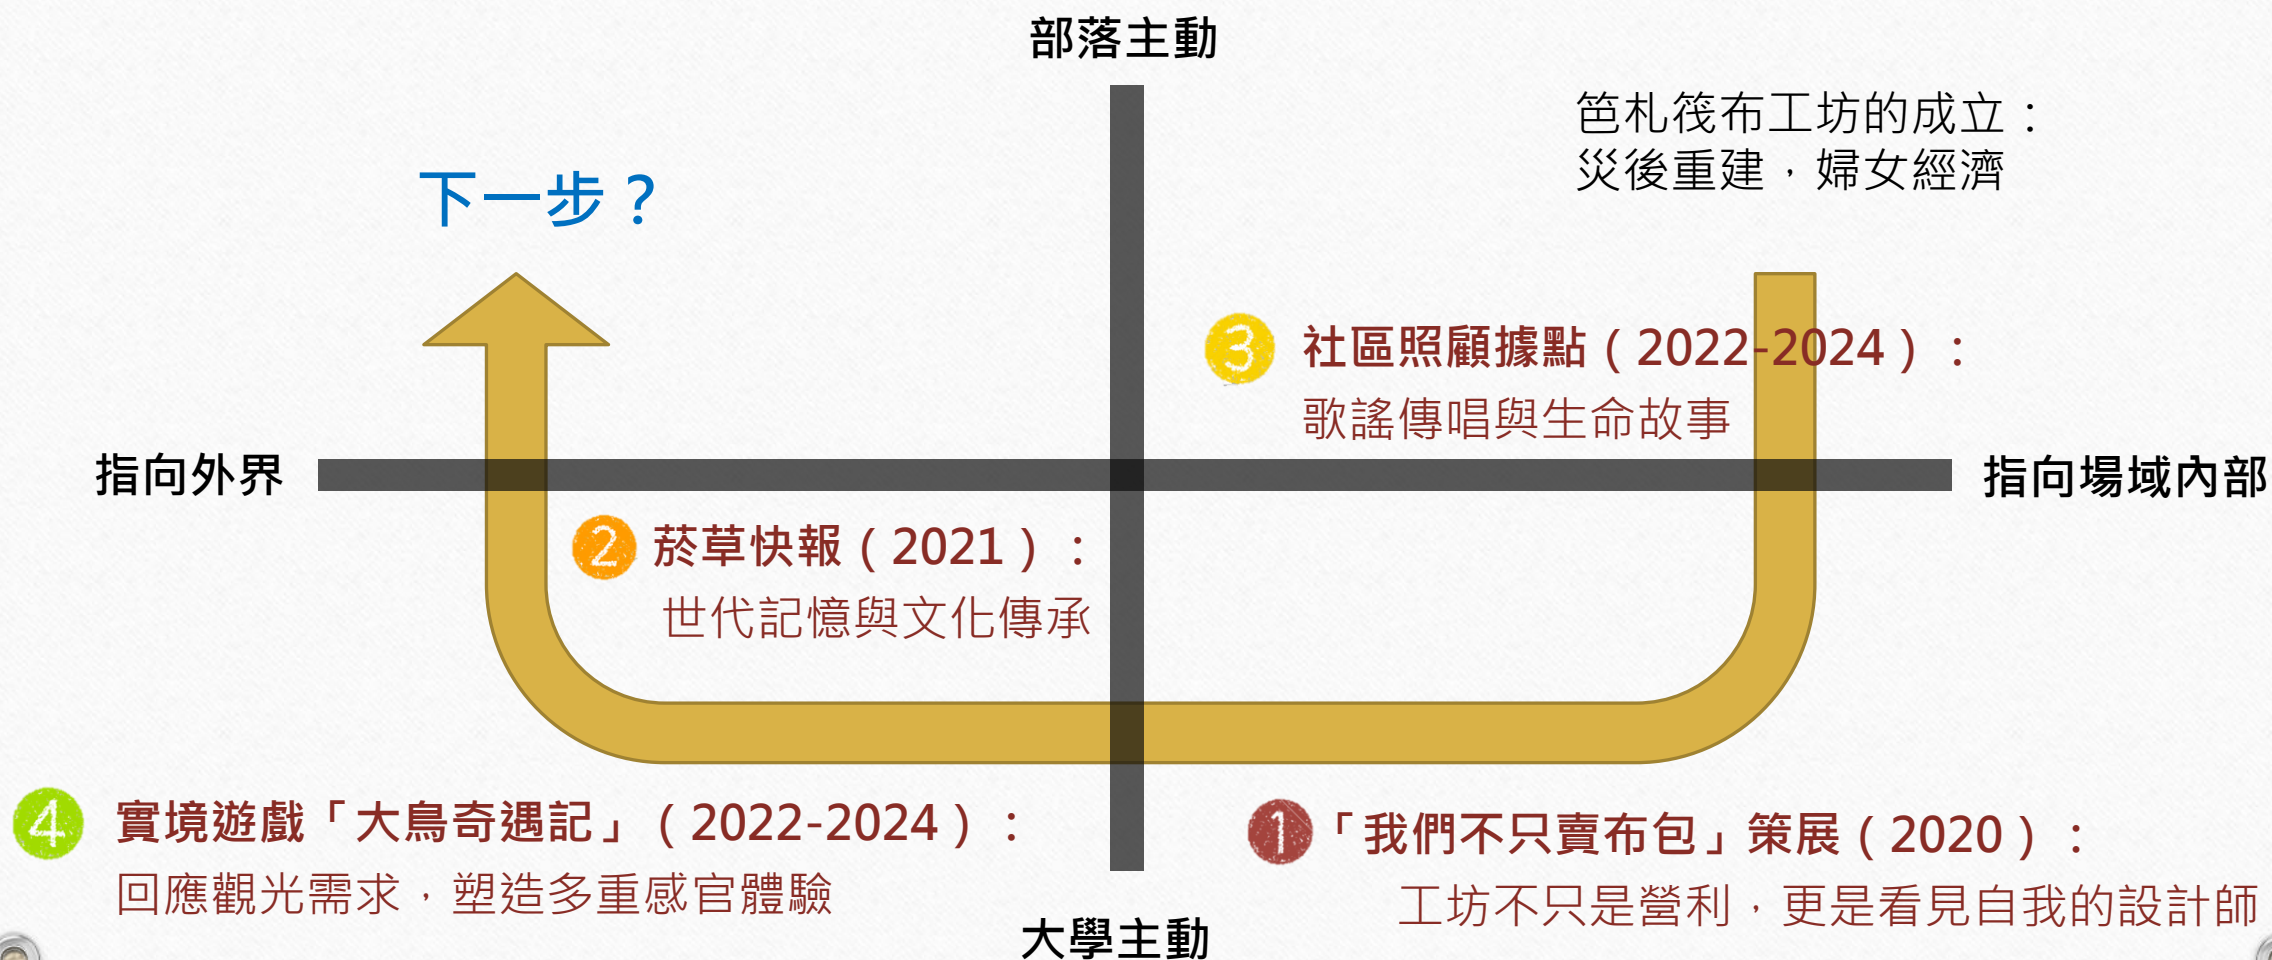 部落主動
笆札筏布工坊的成立：
災後重建，婦女經濟
下一步？
3 社區照顧據點（2022-2024）：
歌謠傳唱與生命故事
指向外界
指向場域內部
2 菸草快報（2021）：
世代記憶與文化傳承
4 實境遊戲「大鳥奇遇記」（2022-2024）：
回應觀光需求，塑造多重感官體驗
1「我們不只賣布包」策展（2020）：
工坊不只是營利，更是看見自我的設計師
大學主動